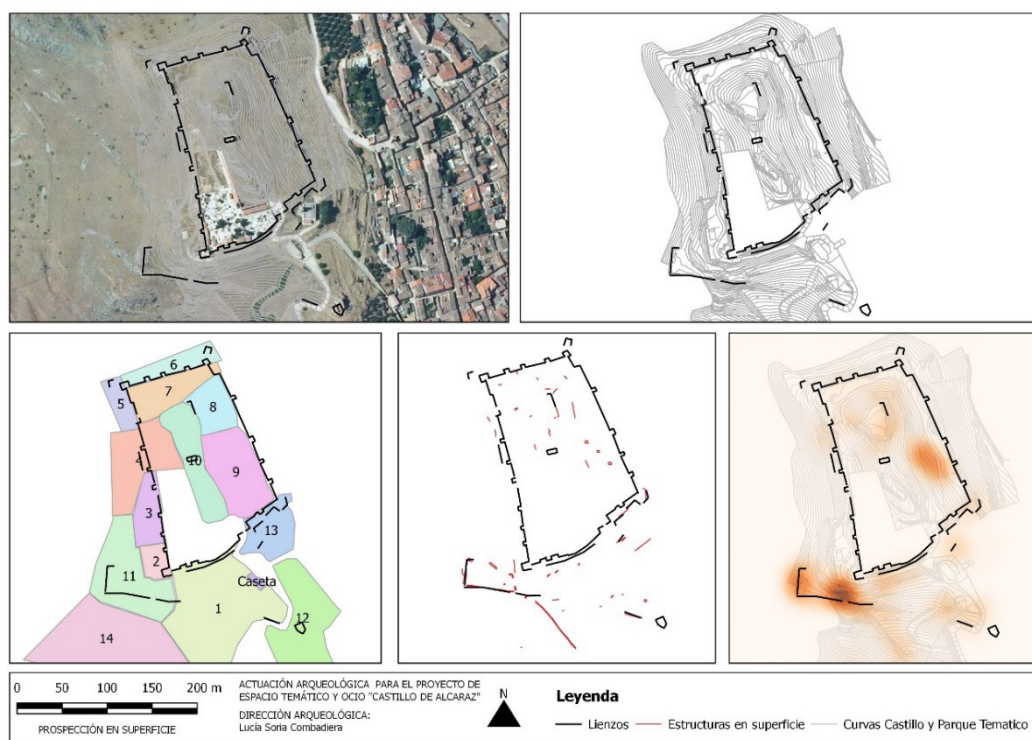 6
7
5
8
4
10
9
3
13
2
11
Caseta
1
12
14
0 50 100 150 200 m
PROSPECCIÓN EN SUPERFICIE
ACTUACIÓN ARQUEOLÓGICA PARA EL PROYECTO DE
ESPACIO TEMÁTICO Y OCIO "CASTILLO DE ALCARAZ"
DIRECCIÓN ARQUEOLÓGICA:
Lucía Soria Combadiera
N
Leyenda
Lienzos
Estructuras en superficie
Curvas Castillo y Parque Tematico